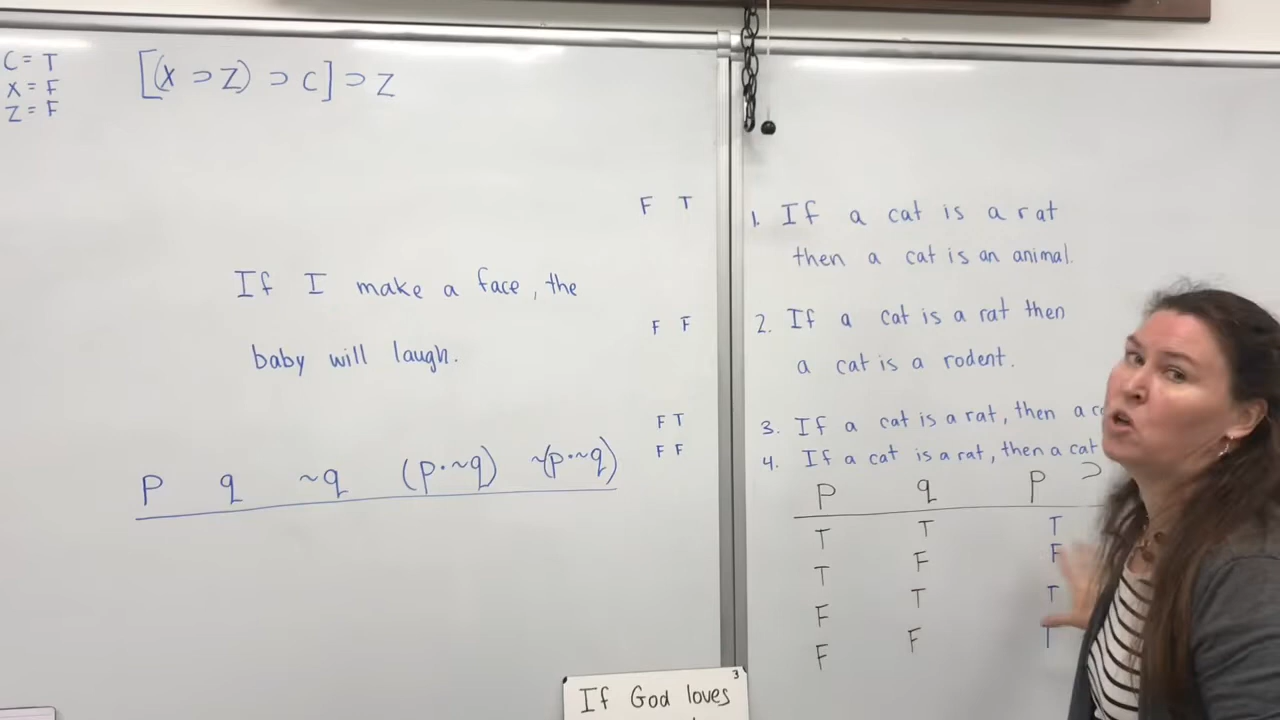 C = T
X = F
Z = F
[(X ⊃ Z) ⊃ C] ⊃ Z
If I make a face, the
baby will laugh.
p q ~q (p·~q) ~(p·~q)
F T
F F
F T
F F
1. If a cat is a rat
then a cat is an animal.
2. If a cat is a rat then
a cat is a rodent.
3. If a cat is a rat, then a
4. If a cat is a rat, then a cat
P q P ⊃
T T T
T F F
F T T
F F T
3
If God loves